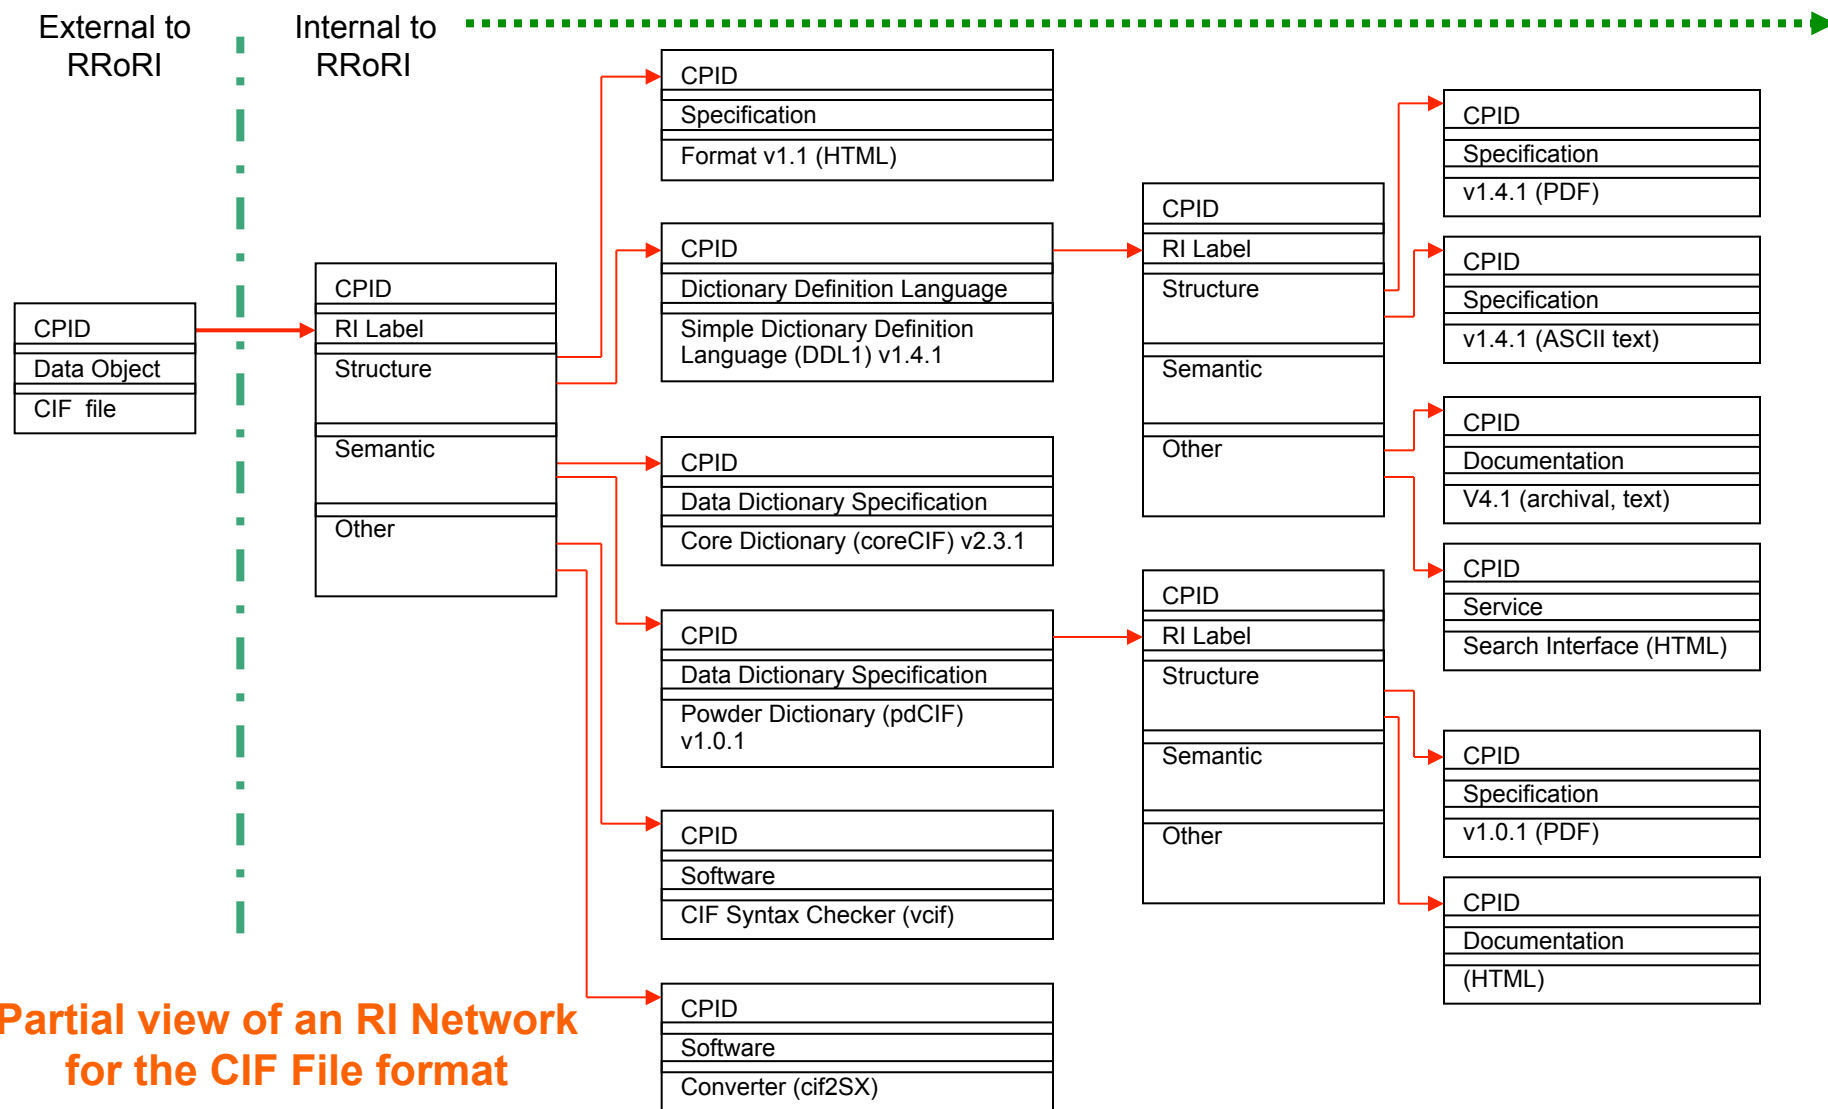 External to
RRoRI
Internal to
RRoRI
CPID
Data Object
CIF file
CPID
RI Label
Structure
Semantic
Other
CPID
Specification
Format v1.1 (HTML)
CPID
Dictionary Definition Language
Simple Dictionary Definition
Language (DDL1) v1.4.1
CPID
Data Dictionary Specification
Core Dictionary (coreCIF) v2.3.1
CPID
Data Dictionary Specification
Powder Dictionary (pdCIF)
v1.0.1
CPID
Software
CIF Syntax Checker (vcif)
CPID
Software
Converter (cif2SX)
CPID
RI Label
Structure
Semantic
Other
CPID
RI Label
Structure
Semantic
Other
CPID
Specification
v1.4.1 (PDF)
CPID
Specification
v1.4.1 (ASCII text)
CPID
Documentation
V4.1 (archival, text)
CPID
Service
Search Interface (HTML)
CPID
Specification
v1.0.1 (PDF)
CPID
Documentation
(HTML)
Partial view of an RI Network
for the CIF File format